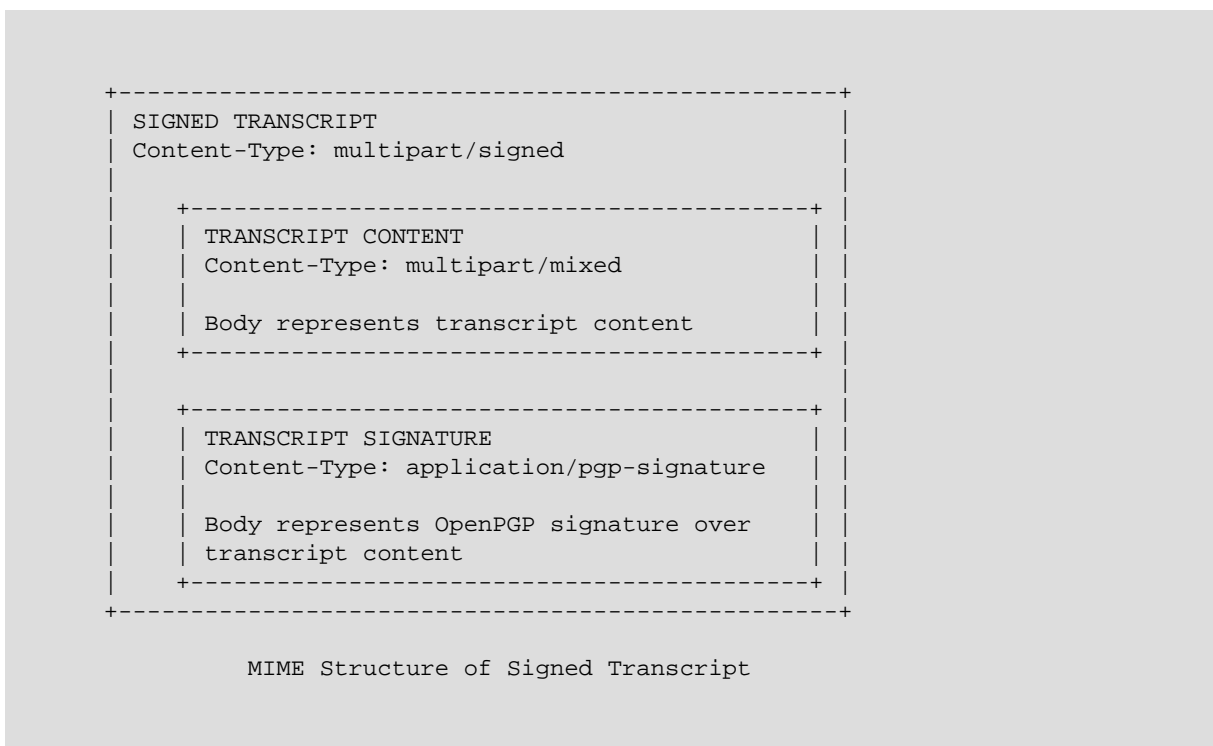 SIGNED TRANSCRIPT
Content-Type: multipart/signed
TRANSCRIPT CONTENT
Content-Type: multipart/mixed
Body represents transcript content
TRANSCRIPT SIGNATURE
Content-Type: application/pgp-signature
Body represents OpenPGP signature over
transcript content
MIME Structure of Signed Transcript